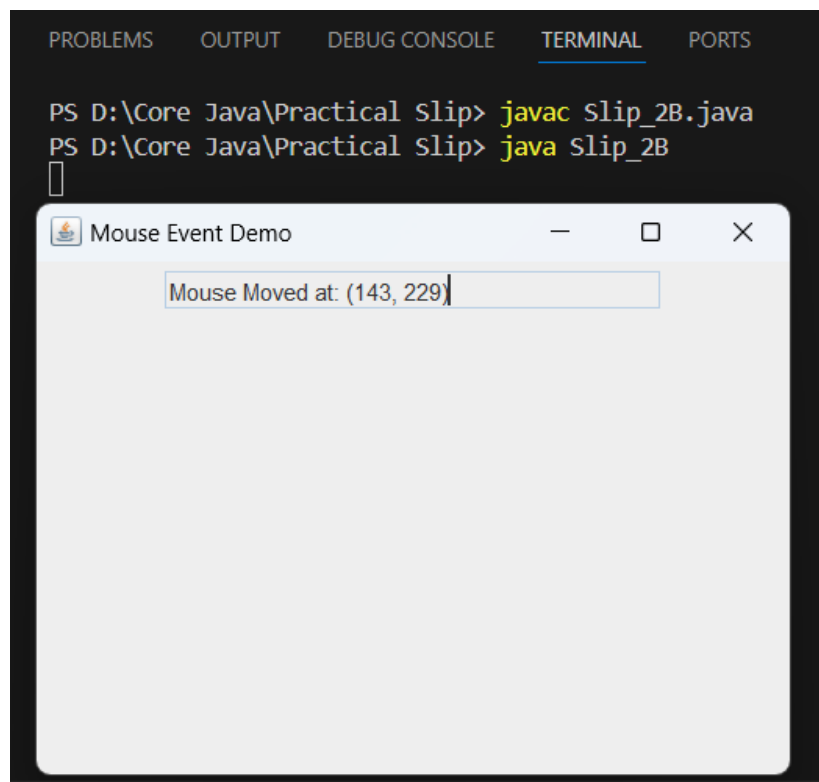 PROBLEMS OUTPUT DEBUG CONSOLE TERMINAL PORTS
PS D:\Core Java\Practical Slip> javac Slip_2B.java
PS D:\Core Java\Practical Slip> java Slip_2B
Mouse Event Demo
Mouse Moved at: (143, 229)